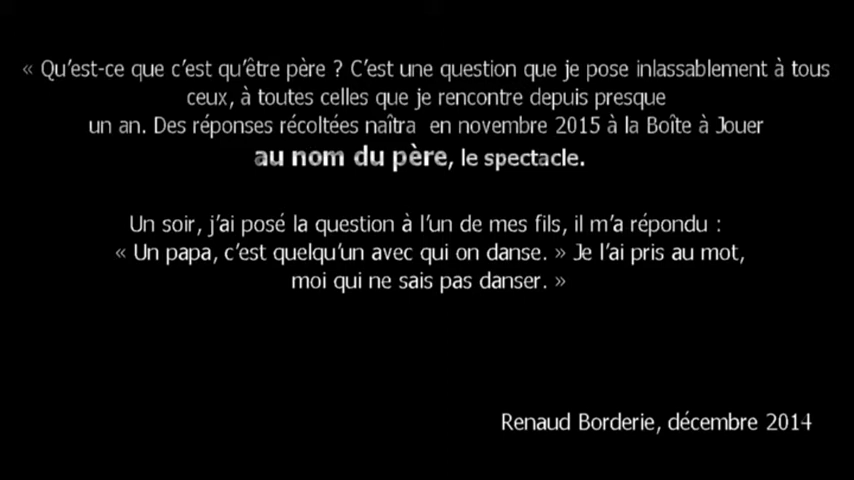 « Qu'est-ce que c'est qu'être père ? C'est une question que je pose inlassablement à tous
ceux, à toutes celles que je rencontre depuis presque
un an. Des réponses récoltées naîtra  en novembre 2015 à la Boîte à Jouer
au nom du père, le spectacle.
Un soir, j'ai posé la question à l'un de mes fils, il m'a répondu :
« Un papa, c'est quelqu'un avec qui on danse. » Je l'ai pris au mot,
moi qui ne sais pas danser. »
Renaud Borderie, décembre 2014